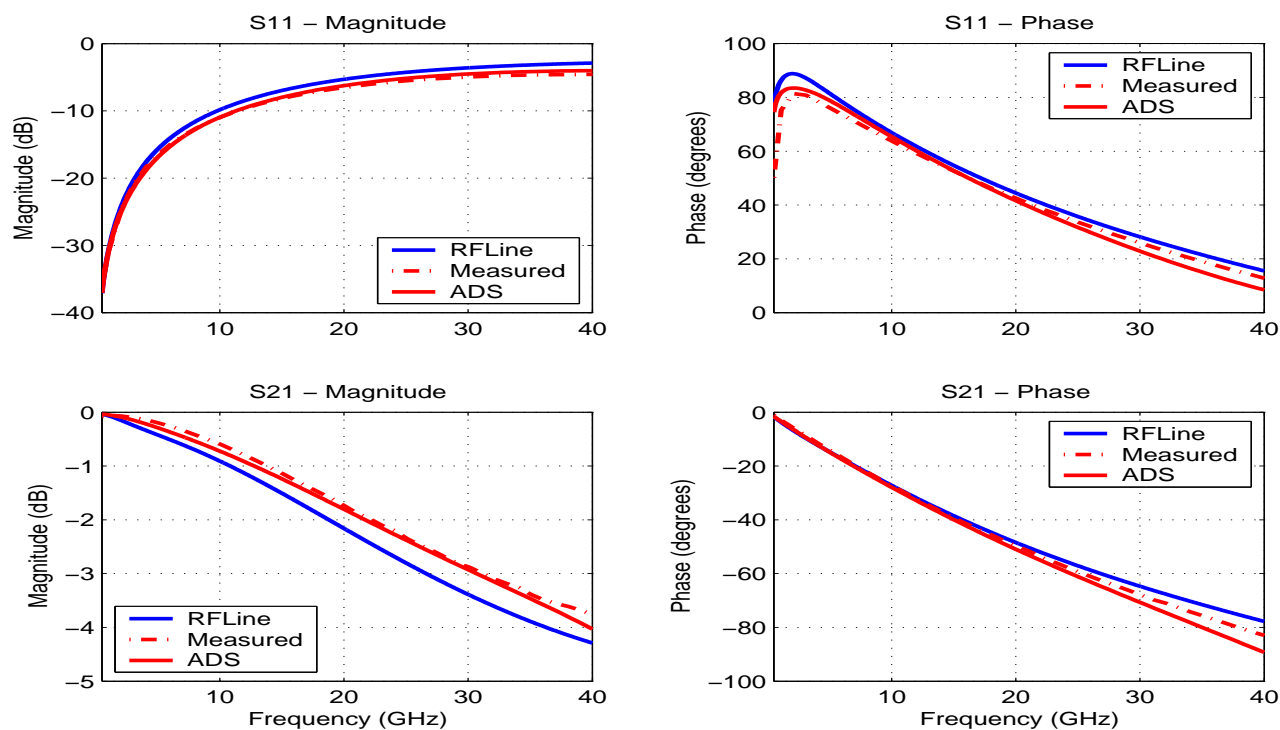 S11 – Magnitude
0
−10
−20
−30
−40
Magnitude (dB)
10
20
30
40
RFLine
Measured
ADS
S11 – Phase
100
80
60
40
20
0
Phase (degrees)
10
20
30
40
RFLine
Measured
ADS
S21 – Magnitude
0
−1
−2
−3
−4
−5
Magnitude (dB)
10
20
30
40
Frequency (GHz)
RFLine
Measured
ADS
S21 – Phase
0
−20
−40
−60
−80
−100
Phase (degrees)
10
20
30
40
Frequency (GHz)
RFLine
Measured
ADS